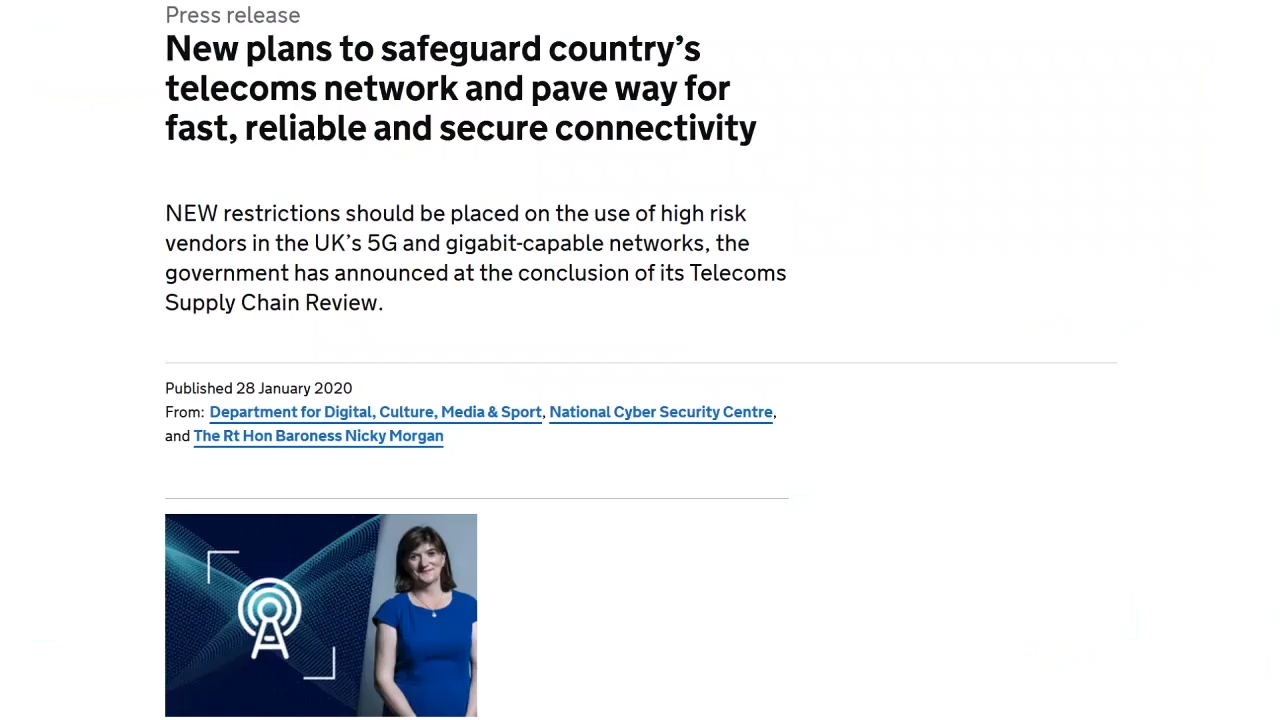 Press release
New plans to safeguard country’s
telecoms network and pave way for
fast, reliable and secure connectivity
NEW restrictions should be placed on the use of high risk
vendors in the UK’s 5G and gigabit-capable networks, the
government has announced at the conclusion of its Telecoms
Supply Chain Review.
Published 28 January 2020
From: Department for Digital, Culture, Media & Sport, National Cyber Security Centre,
and The Rt Hon Baroness Nicky Morgan